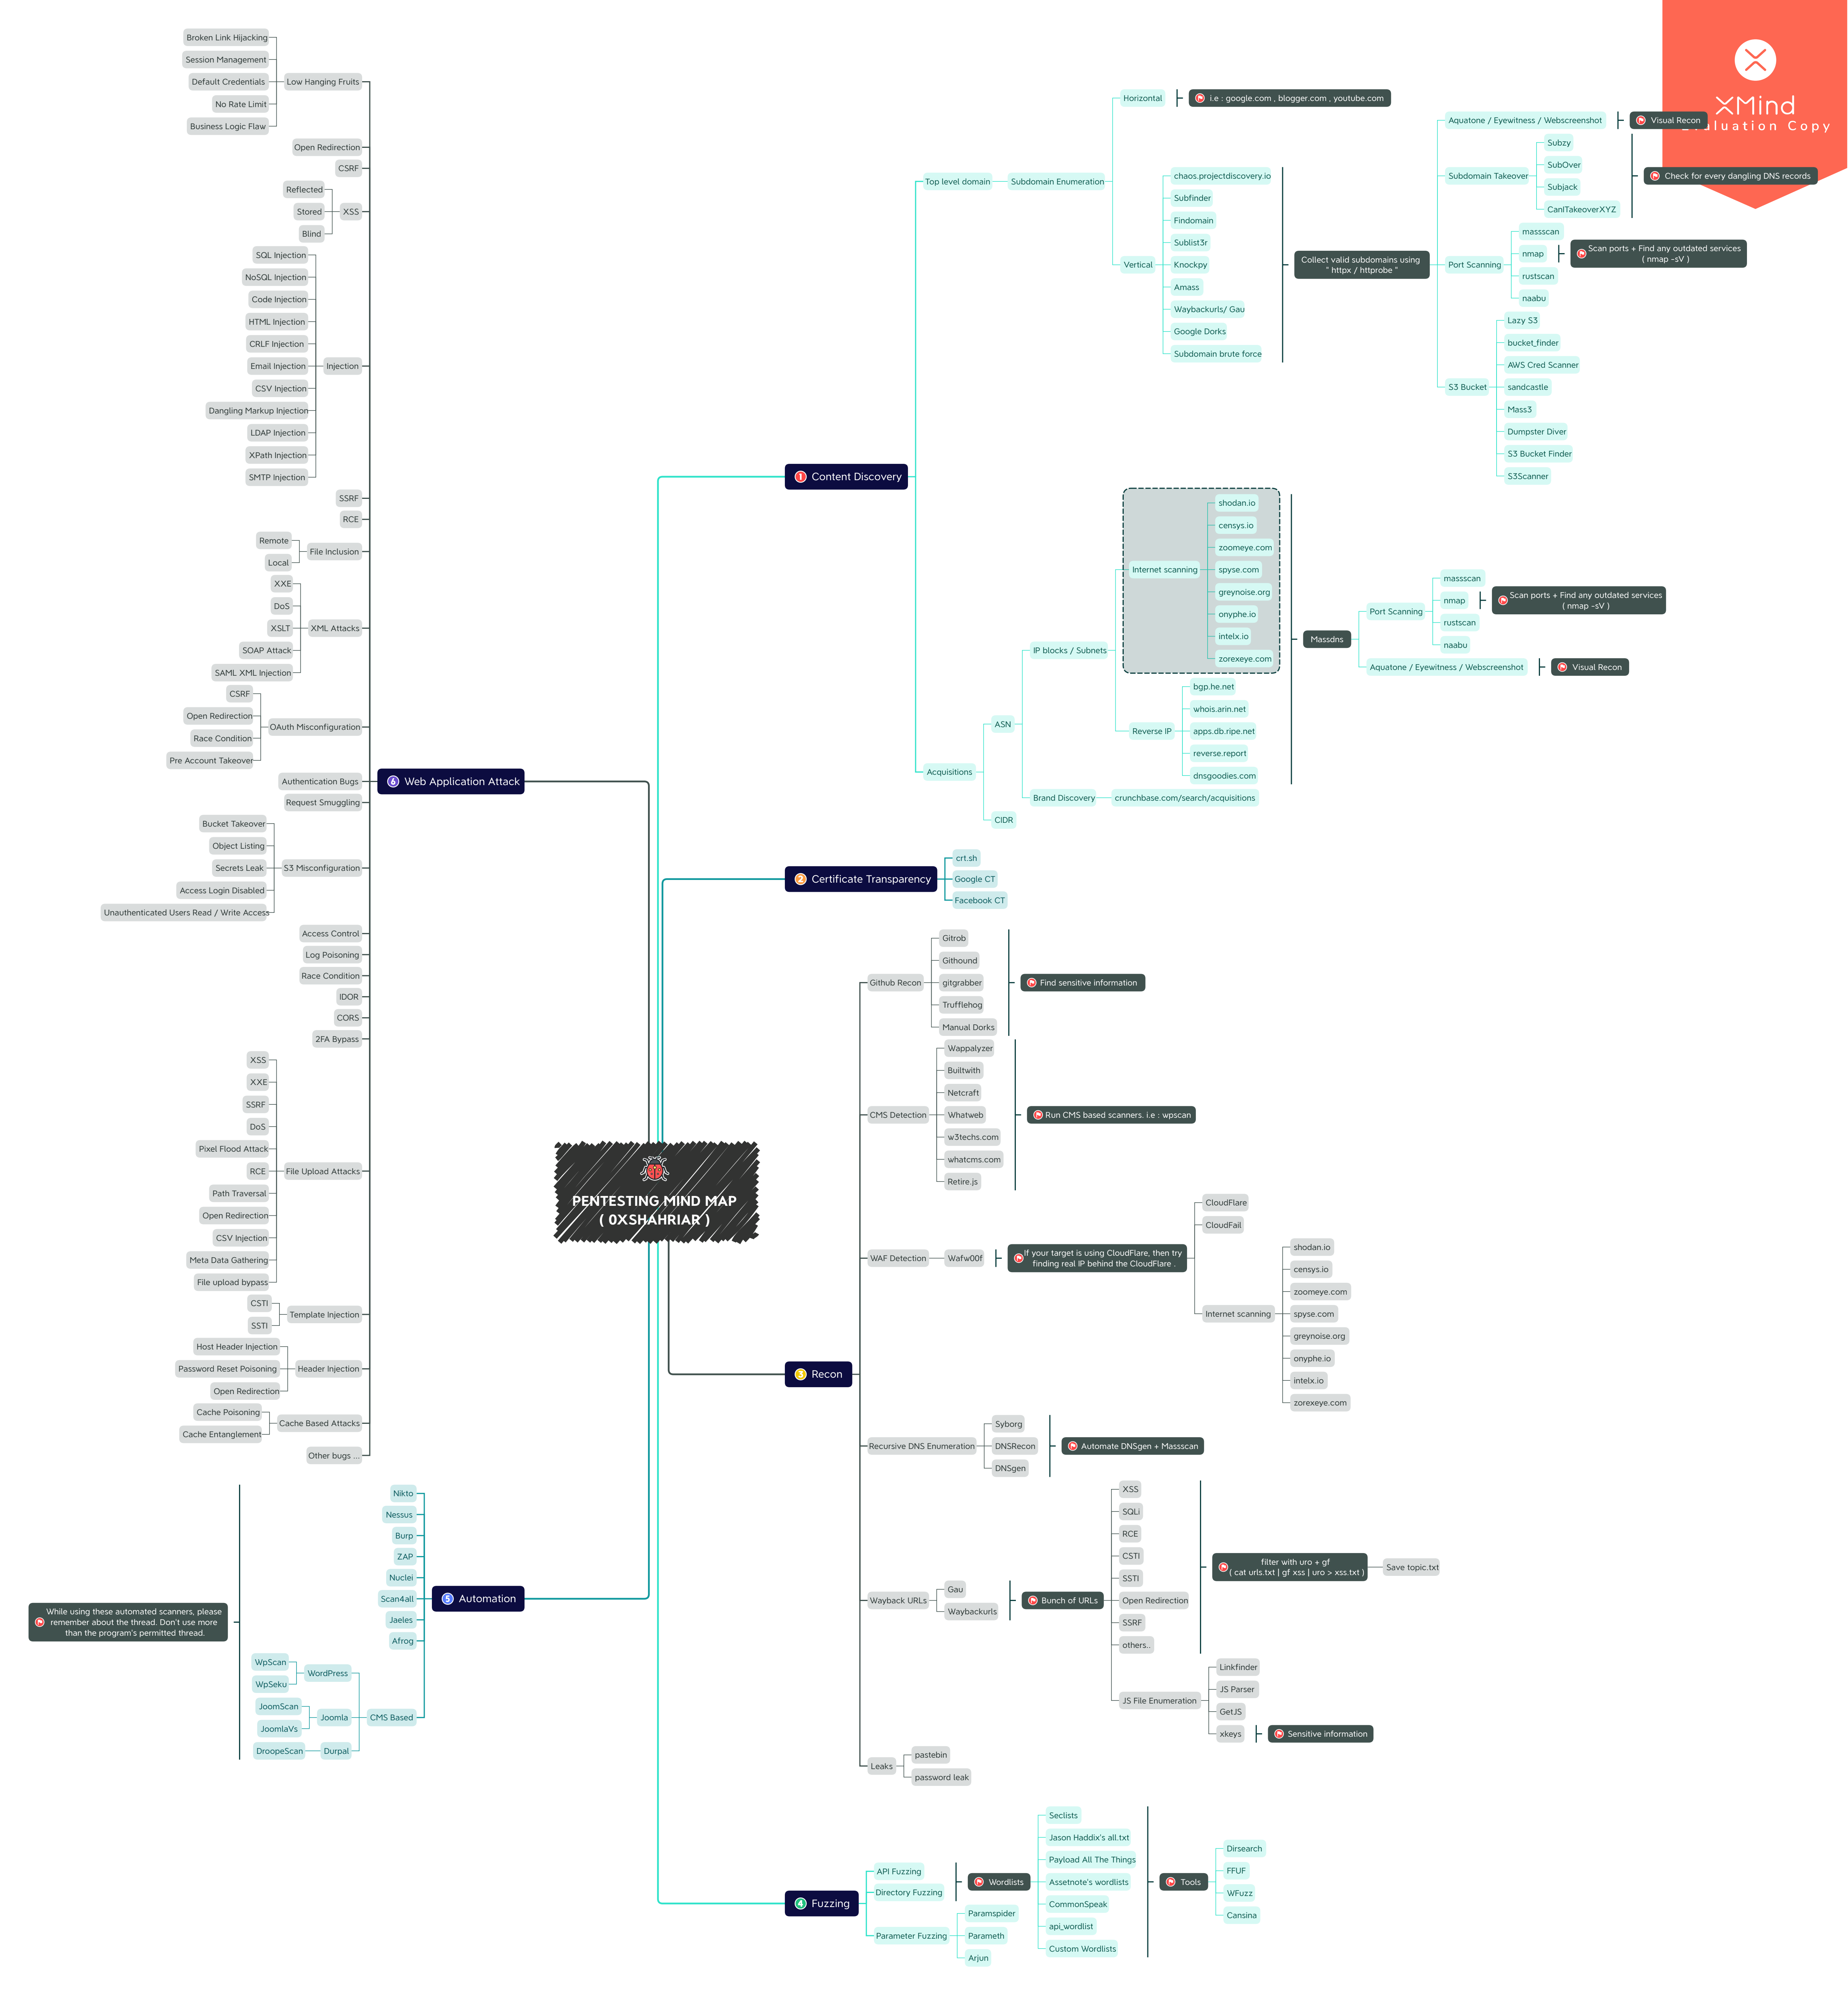 XMind
Evaluation Copy
PENTESTING MIND MAP
( 0XSHAHRIAR )
1 Content Discovery
Top level domain
Subdomain Enumeration
Horizontal
i.e : google.com , blogger.com , youtube.com
Vertical
chaos.projectdiscovery.io
Subfinder
Findomain
Sublist3r
Knockpy
Amass
Waybackurls/ Gau
Google Dorks
Subdomain brute force
Collect valid subdomains using
" httpx / httprobe "
Aquatone / Eyewitness / Webscreenshot
Visual Recon
Subdomain Takeover
Subzy
SubOver
Subjack
CanITakeoverXYZ
Check for every dangling DNS records
Port Scanning
massscan
nmap
rustscan
naabu
Scan ports + Find any outdated services
( nmap -sV )
S3 Bucket
Lazy S3
bucket_finder
AWS Cred Scanner
sandcastle
Mass3
Dumpster Diver
S3 Bucket Finder
S3Scanner
Acquisitions
ASN
IP blocks / Subnets
Internet scanning
shodan.io
censys.io
zoomeye.com
spyse.com
greynoise.org
onyphe.io
intelx.io
zorexeye.com
Reverse IP
bgp.he.net
whois.arin.net
apps.db.ripe.net
reverse.report
dnsgoodies.com
Brand Discovery
crunchbase.com/search/acquisitions
CIDR
Massdns
Port Scanning
massscan
nmap
rustscan
naabu
Scan ports + Find any outdated services
( nmap -sV )
Aquatone / Eyewitness / Webscreenshot
Visual Recon
2 Certificate Transparency
crt.sh
Google CT
Facebook CT
3 Recon
Github Recon
Gitrob
Githound
gitgrabber
Trufflehog
Manual Dorks
Find sensitive information
CMS Detection
Wappalyzer
Builtwith
Netcraft
Whatweb
w3techs.com
whatcms.com
Retire.js
Run CMS based scanners. i.e : wpscan
WAF Detection
Wafw00f
If your target is using CloudFlare, then try
finding real IP behind the CloudFlare .
CloudFlare
CloudFail
Internet scanning
shodan.io
censys.io
zoomeye.com
spyse.com
greynoise.org
onyphe.io
intelx.io
zorexeye.com
Recursive DNS Enumeration
Syborg
DNSRecon
DNSgen
Automate DNSgen + Massscan
Wayback URLs
Gau
Waybackurls
Bunch of URLs
XSS
SQLi
RCE
CSTI
SSTI
Open Redirection
SSRF
others..
filter with uro + gf
( cat urls.txt | gf xss | uro > xss.txt )
Save topic.txt
JS File Enumeration
Linkfinder
JS Parser
GetJS
xkeys
Sensitive information
Leaks
pastebin
password leak
4 Fuzzing
API Fuzzing
Directory Fuzzing
Wordlists
Seclists
Jason Haddix's all.txt
Payload All The Things
Assetnote's wordlists
CommonSpeak
api_wordlist
Custom Wordlists
Tools
Dirsearch
FFUF
WFuzz
Cansina
Parameter Fuzzing
Paramspider
Parameth
Arjun
5 Automation
Nikto
Nessus
Burp
ZAP
Nuclei
Scan4all
Jaeles
Afrog
CMS Based
WordPress
WpScan
WpSeku
Joomla
JoomScan
JoomlaVs
Durpal
DroopeScan
While using these automated scanners, please
remember about the thread. Don't use more
than the program's permitted thread.
6 Web Application Attack
Low Hanging Fruits
Broken Link Hijacking
Session Management
Default Credentials
No Rate Limit
Business Logic Flaw
Open Redirection
CSRF
XSS
Reflected
Stored
Blind
Injection
SQL Injection
NoSQL Injection
Code Injection
HTML Injection
CRLF Injection
Email Injection
CSV Injection
Dangling Markup Injection
LDAP Injection
XPath Injection
SMTP Injection
SSRF
RCE
File Inclusion
Remote
Local
XML Attacks
XXE
DoS
XSLT
SOAP Attack
SAML XML Injection
OAuth Misconfiguration
CSRF
Open Redirection
Race Condition
Pre Account Takeover
Authentication Bugs
Request Smuggling
S3 Misconfiguration
Bucket Takeover
Object Listing
Secrets Leak
Access Login Disabled
Unauthenticated Users Read / Write Access
Access Control
Log Poisoning
Race Condition
IDOR
CORS
2FA Bypass
File Upload Attacks
XSS
XXE
SSRF
DoS
Pixel Flood Attack
RCE
Path Traversal
Open Redirection
CSV Injection
Meta Data Gathering
File upload bypass
Template Injection
CSTI
SSTI
Header Injection
Host Header Injection
Password Reset Poisoning
Open Redirection
Cache Based Attacks
Cache Poisoning
Cache Entanglement
Other bugs ...